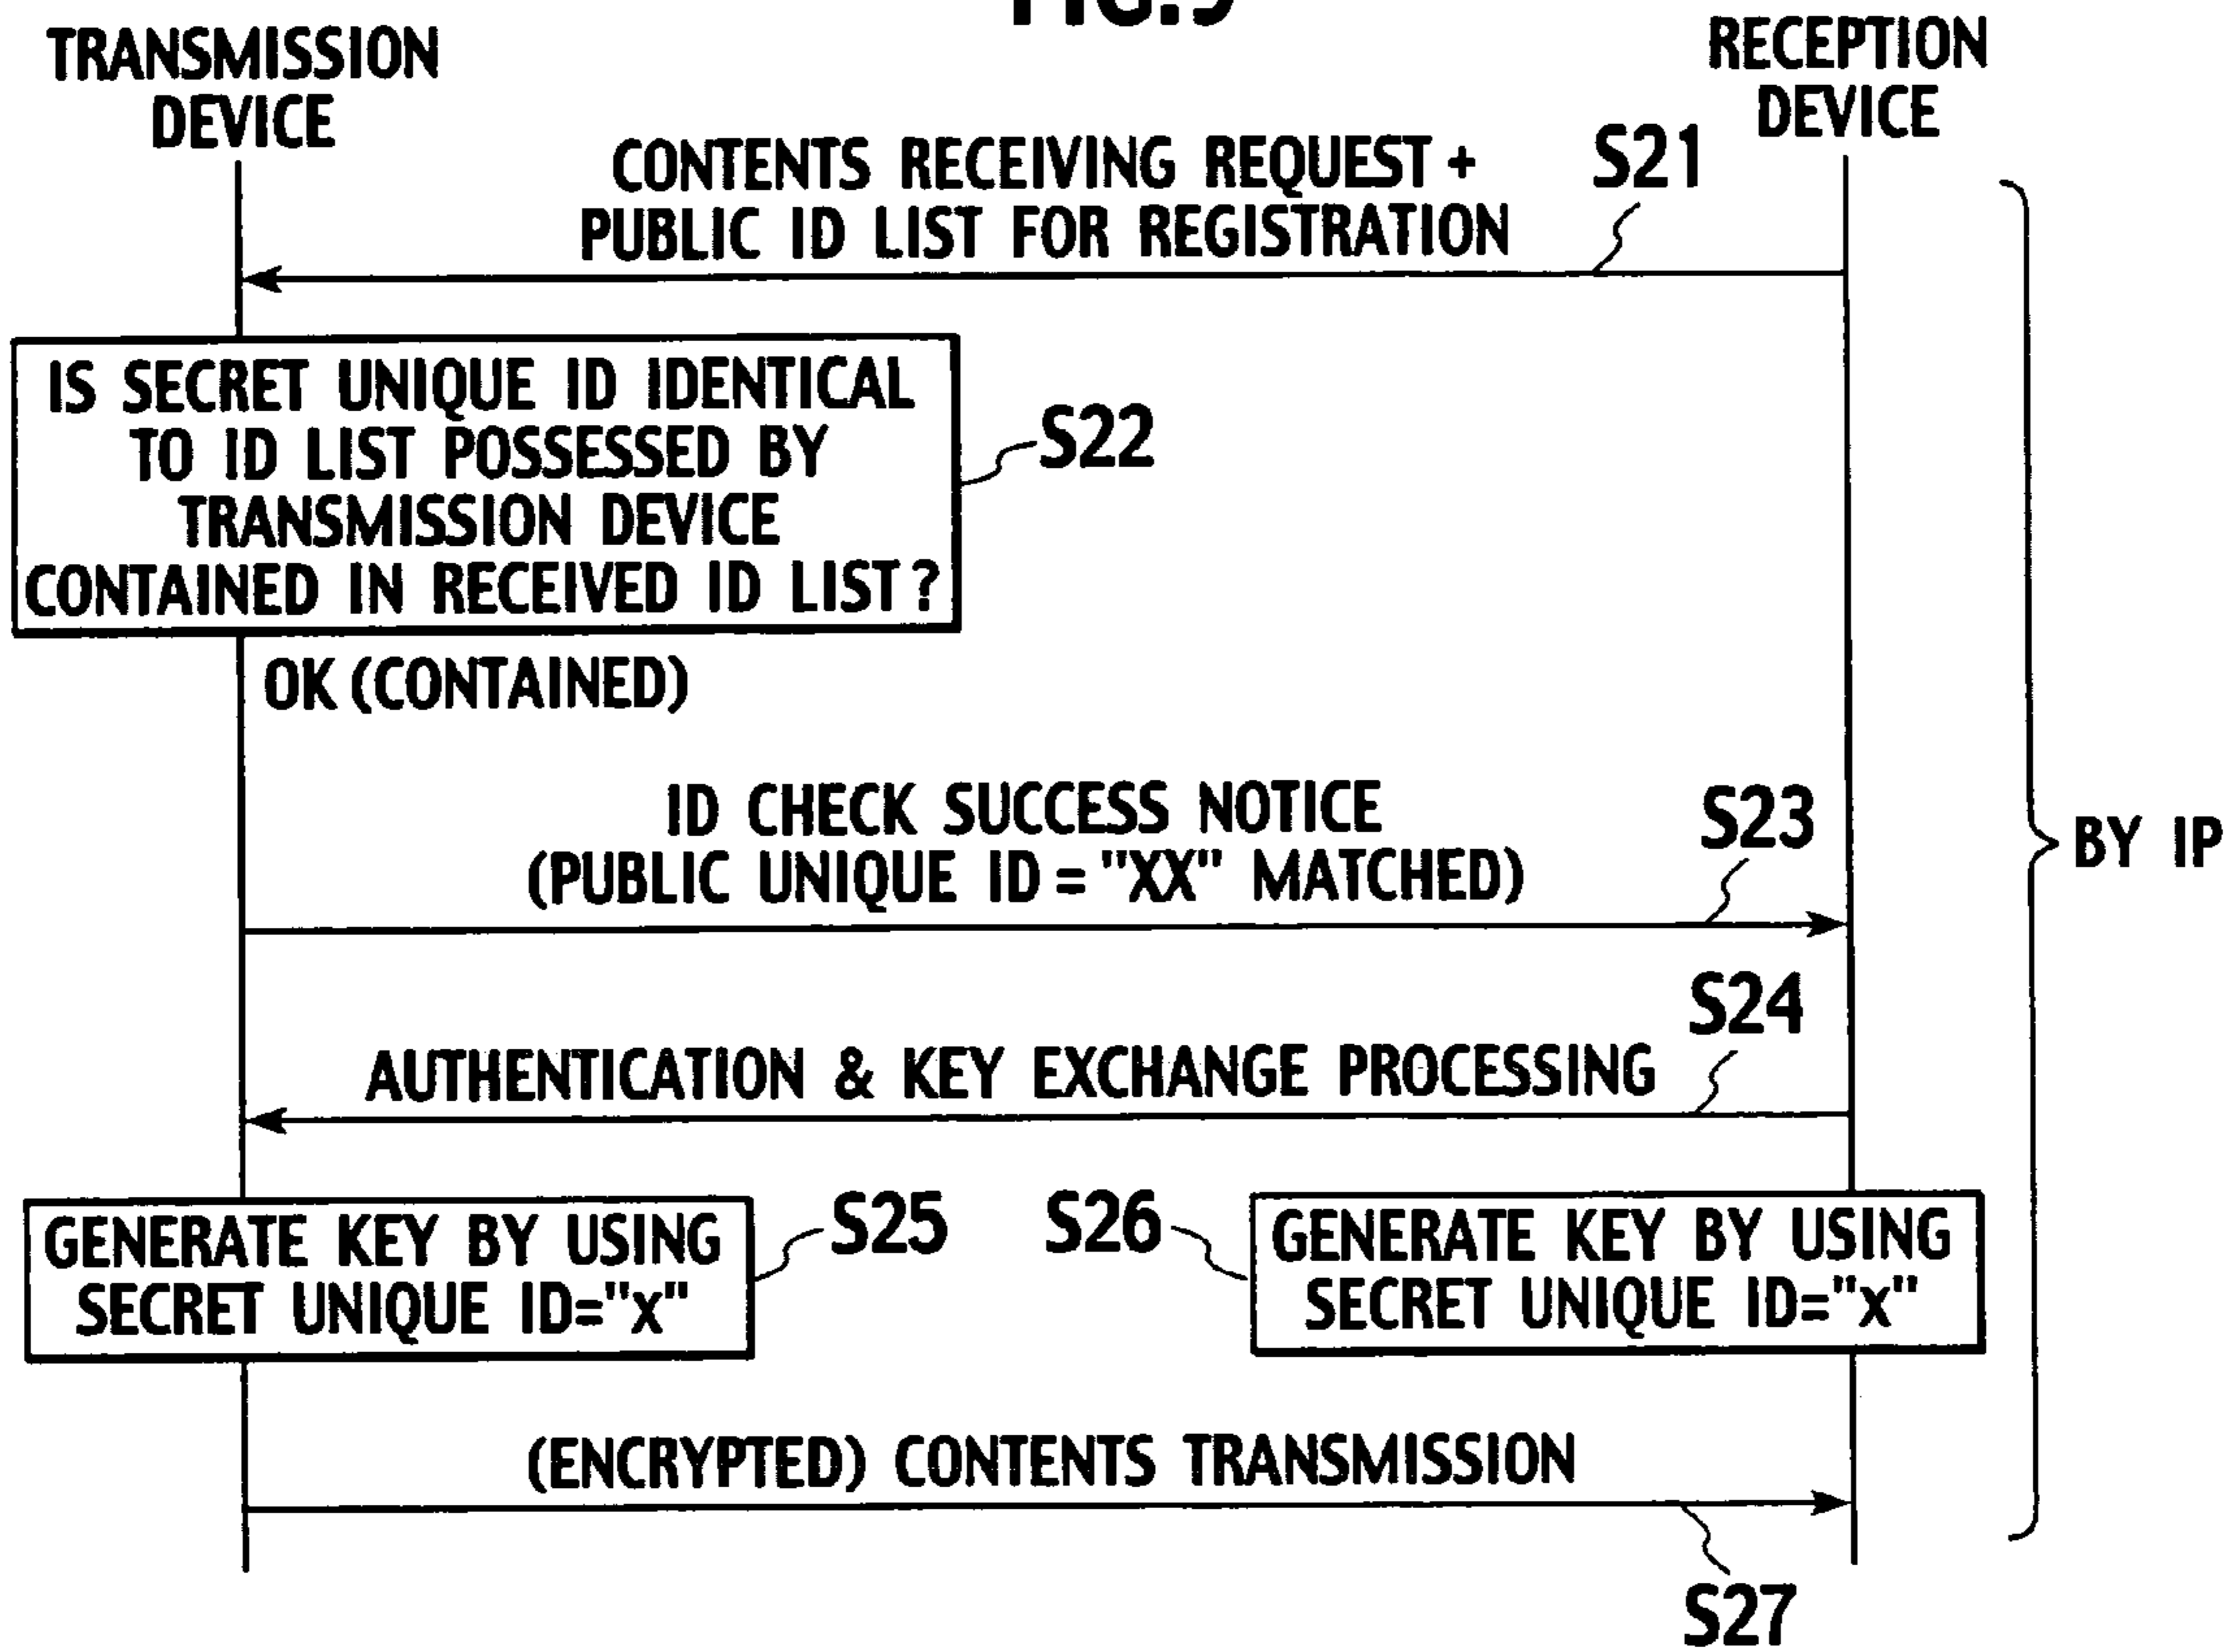 TRANSMISSION
DEVICE
RECEPTION
DEVICE
CONTENTS RECEIVING REQUEST +
PUBLIC ID LIST FOR REGISTRATION
S21
IS SECRET UNIQUE ID IDENTICAL
TO ID LIST POSSESSED BY
TRANSMISSION DEVICE
CONTAINED IN RECEIVED ID LIST?
S22
OK (CONTAINED)
ID CHECK SUCCESS NOTICE
(PUBLIC UNIQUE ID = "XX" MATCHED)
S23
BY IP
S24
AUTHENTICATION & KEY EXCHANGE PROCESSING
GENERATE KEY BY USING
SECRET UNIQUE ID="x"
S25
S26
GENERATE KEY BY USING
SECRET UNIQUE ID="x"
(ENCRYPTED) CONTENTS TRANSMISSION
S27